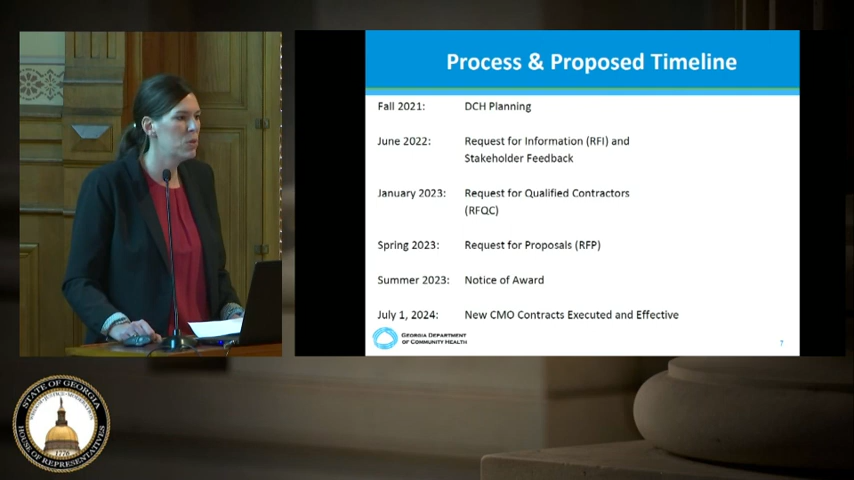 Process & Proposed Timeline
Fall 2021: DCH Planning
June 2022: Request for Information (RFI) and
Stakeholder Feedback
January 2023: Request for Qualified Contractors
(RFQC)
Spring 2023: Request for Proposals (RFP)
Summer 2023: Notice of Award
July 1, 2024: New CMO Contracts Executed and Effective
GEORGIA DEPARTMENT
OF COMMUNITY HEALTH
7
STATE OF GEORGIA
HOUSE OF REPRESENTATIVES
1776